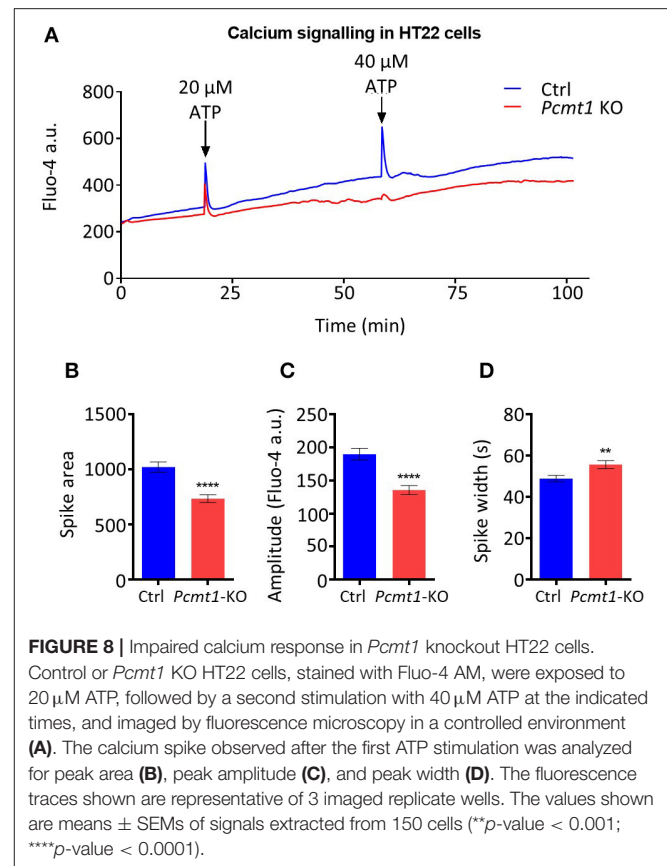 A
Calcium signalling in HT22 cells
20 μM
ATP
40 μM
ATP
Ctrl
Pcmt1 KO
Fluo-4 a.u.
800
600
400
200
0
0 25 50 75 100
Time (min)
B
Spike area
1500
1000
500
0
Ctrl Pcmt1-KO
****
C
Amplitude (Fluo-4 a.u.)
250
200
150
100
50
0
Ctrl Pcmt1-KO
****
D
Spike width (s)
80
60
40
20
0
Ctrl Pcmt1-KO
**
FIGURE 8 | Impaired calcium response in Pcmt1 knockout HT22 cells.
Control or Pcmt1 KO HT22 cells, stained with Fluo-4 AM, were exposed to
20 μM ATP, followed by a second stimulation with 40 μM ATP at the indicated
times, and imaged by fluorescence microscopy in a controlled environment
(A). The calcium spike observed after the first ATP stimulation was analyzed
for peak area (B), peak amplitude (C), and peak width (D). The fluorescence
traces shown are representative of 3 imaged replicate wells. The values shown
are means ± SEMs of signals extracted from 150 cells (**p-value < 0.001;
****p-value < 0.0001).